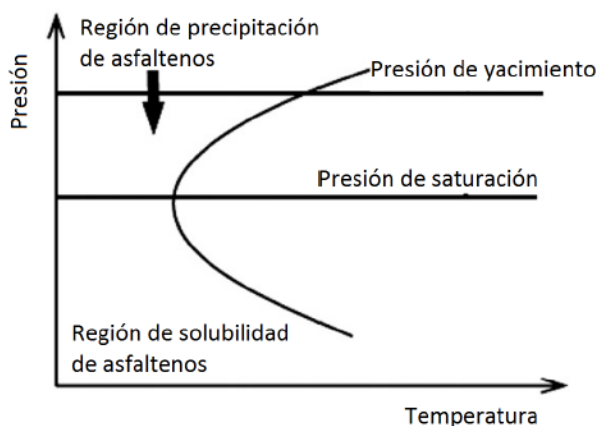 Región de precipitación
de asfaltenos
Presión de yacimiento
Presión
Presión de saturación
Región de solubilidad
de asfaltenos
Temperatura